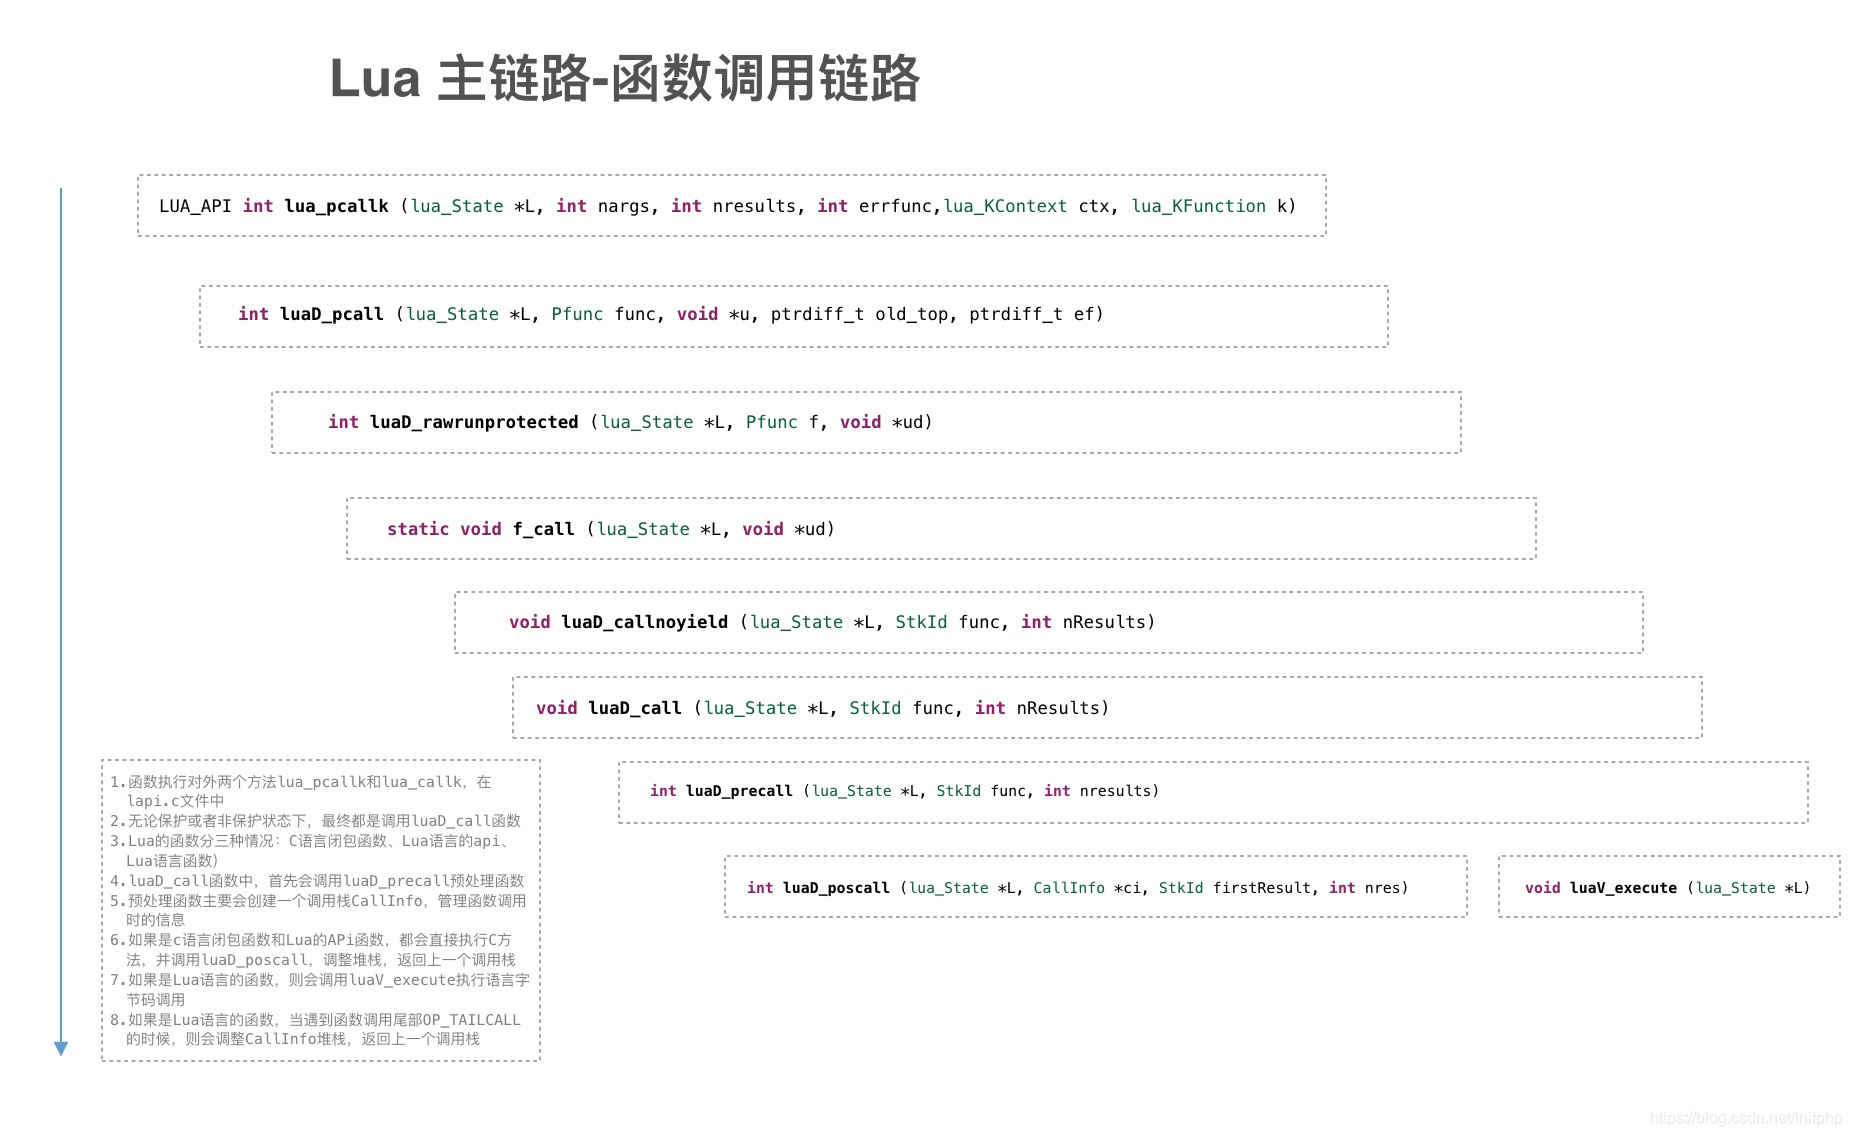 Lua 主链路-函数调用链路
LUA_API int lua_pcallk (lua_State *L, int nargs, int nresults, int errfunc,lua_KContext ctx, lua_KFunction k)
int luaD_pcall (lua_State *L, Pfunc func, void *u, ptrdiff_t old_top, ptrdiff_t ef)
int luaD_rawrunprotected (lua_State *L, Pfunc f, void *ud)
static void f_call (lua_State *L, void *ud)
void luaD_callnoyield (lua_State *L, StkId func, int nResults)
void luaD_call (lua_State *L, StkId func, int nResults)
int luaD_precall (lua_State *L, StkId func, int nresults)
int luaD_poscall (lua_State *L, CallInfo *ci, StkId firstResult, int nres)
void luaV_execute (lua_State *L)
1.函数执行对外两个方法lua_pcallk和lua_callk，在
lapi.c文件中
2.无论保护或者非保护状态下，最终都是调用luaD_call函数
3.Lua的函数分三种情况：C语言闭包函数、Lua语言的api、
Lua语言函数）
4.luaD_call函数中，首先会调用luaD_precall预处理函数
5.预处理函数主要会创建一个调用栈CallInfo，管理函数调用
时的信息
6.如果是c语言闭包函数和Lua的APi函数，都会直接执行C方
法，并调用luaD_poscall，调整堆栈，返回上一个调用栈
7.如果是Lua语言的函数，则会调用luaV_execute执行语言字
节码调用
8.如果是Lua语言的函数，当遇到函数调用尾部OP_TAILCALL
的时候，则会调整CallInfo堆栈，返回上一个调用栈
https://blog.csdn.net/initphp